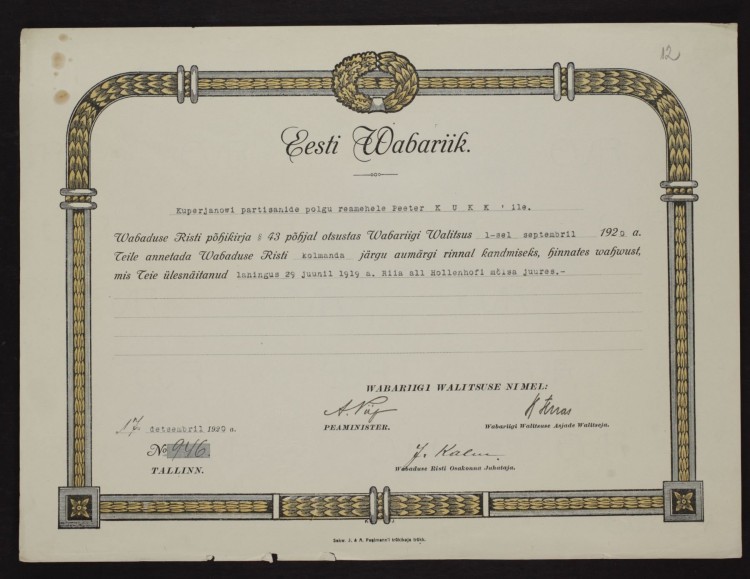 12
Eesti Wabariik.
Kuperjanowi partisanide polgu reamehele Peeter K U K K ' ile.
Wabaduse Risti põhikirja § 43 põhjal otsustas Wabariigi Walitsus 1-sel septembril 1920 a.
Teile annetada Wabaduse Risti kolmanda järgu aumärgi rinnal kandmiseks, hinnates wahwust,
mis Teie ülesnäitanud lahingus 29 juunil 1919 a. Riia all Hollenhofi mõisa juures.-
WABARIIGI WALITSUSE NIMEL:
PEAMINISTER.
Wabariigi Walitsuse Asjade Walitseja.
17 detsembril 1920 a.
No 946.
TALLINN.
J. Kalm.
Wabaduse Risti Osakonna Juhataja.